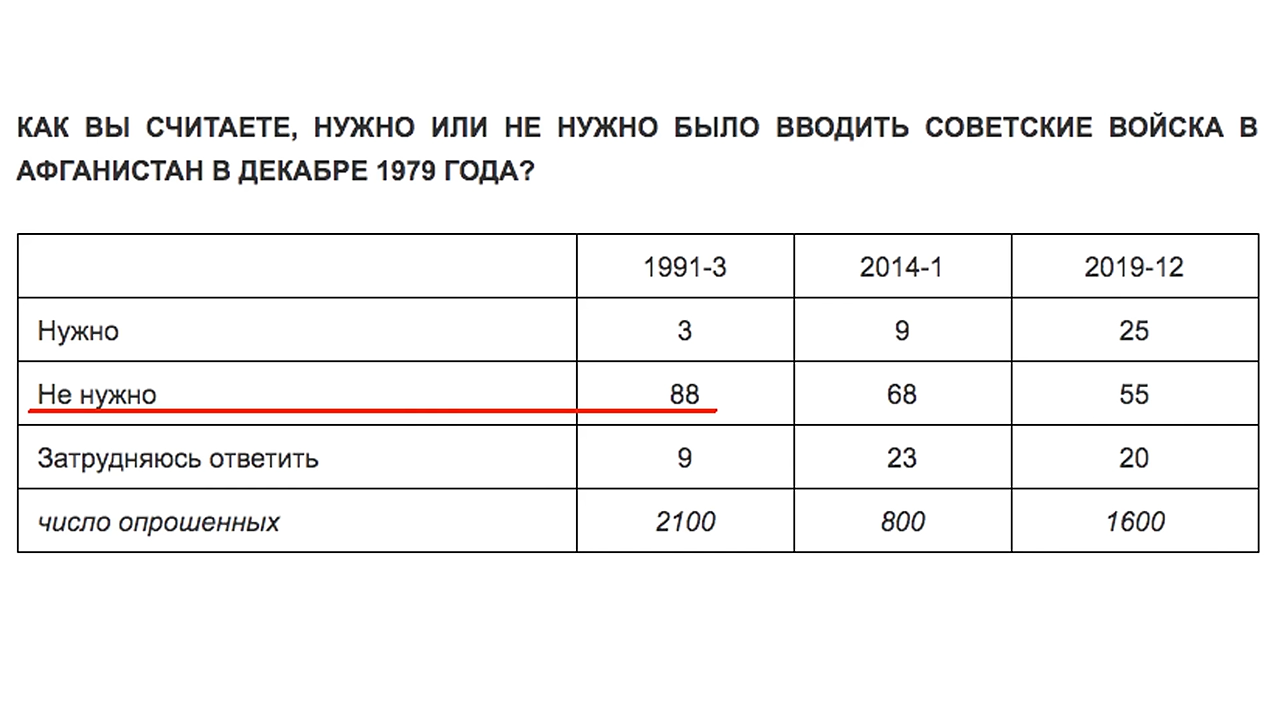 КАК ВЫ СЧИТАЕТЕ, НУЖНО ИЛИ НЕ НУЖНО БЫЛО ВВОДИТЬ СОВЕТСКИЕ ВОЙСКА В
АФГАНИСТАН В ДЕКАБРЕ 1979 ГОДА?
1991-3 2014-1 2019-12
Нужно 3 9 25
Не нужно 88 68 55
Затрудняюсь ответить 9 23 20
число опрошенных 2100 800 1600